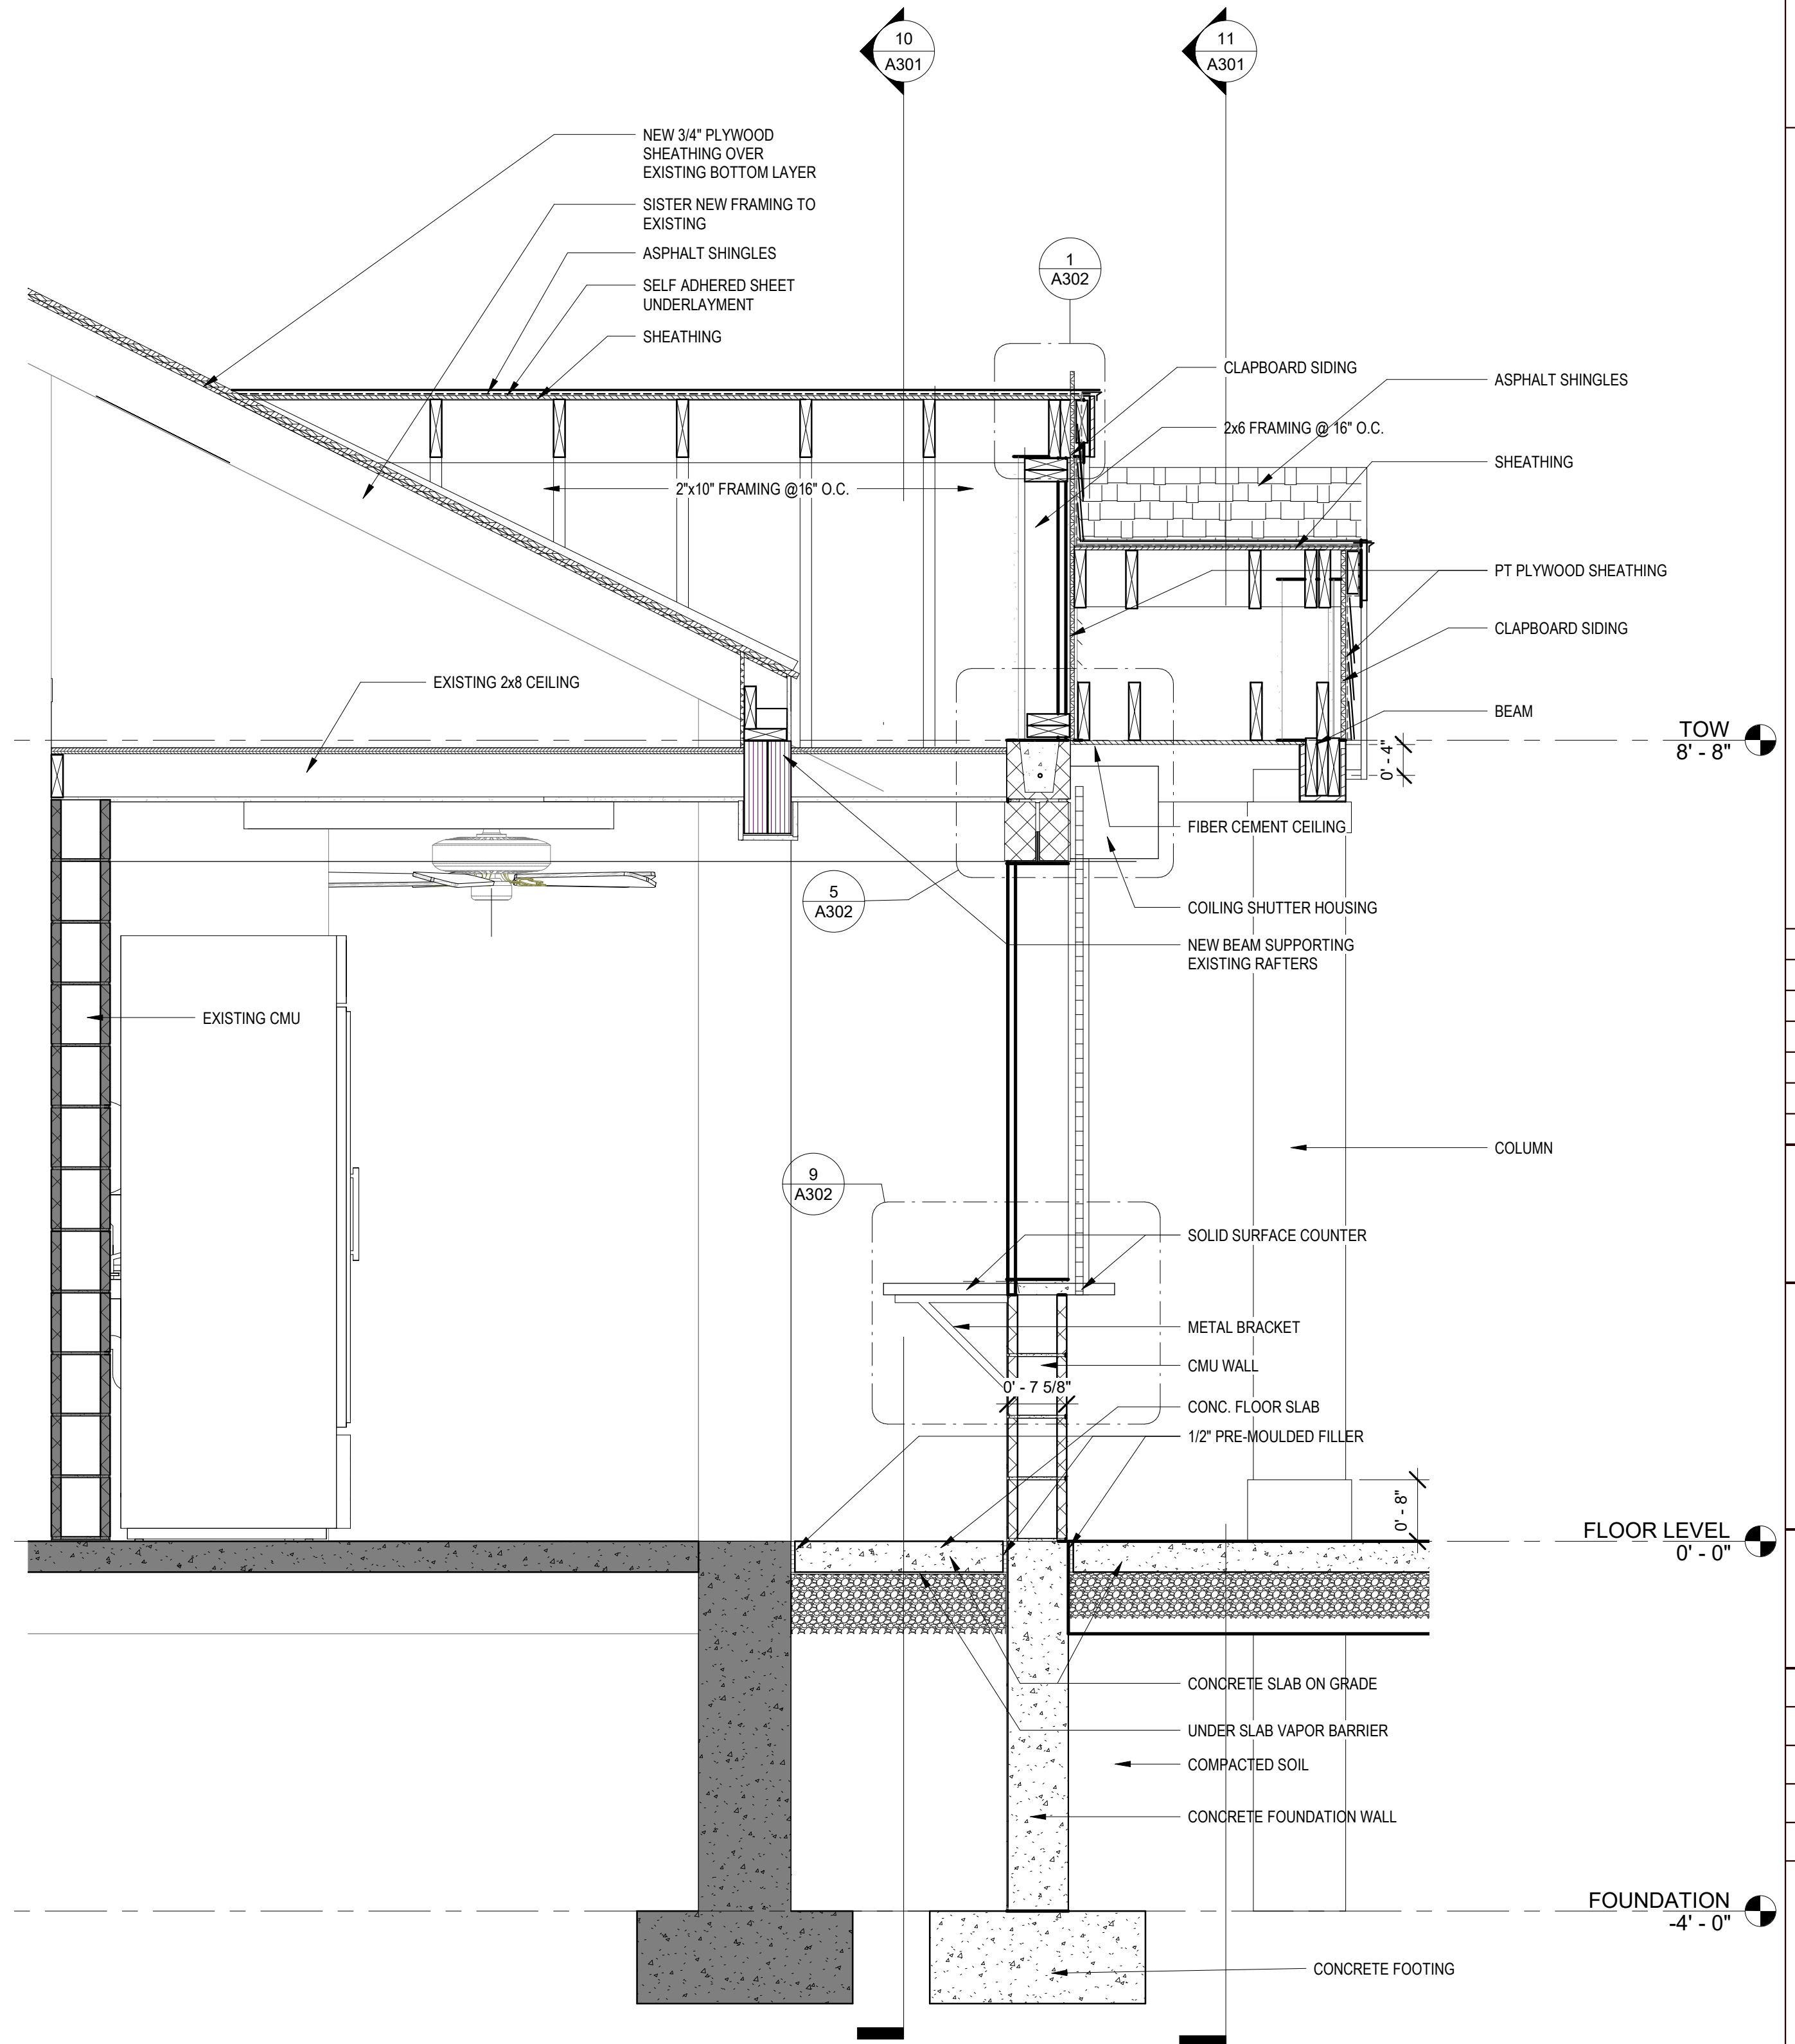 10
A301
11
A301
NEW 3/4" PLYWOOD
SHEATHING OVER
EXISTING BOTTOM LAYER
SISTER NEW FRAMING TO
EXISTING
ASPHALT SHINGLES
SELF ADHERED SHEET
UNDERLAYMENT
SHEATHING
1
A302
CLAPBOARD SIDING
ASPHALT SHINGLES
2x6 FRAMING @ 16" O.C.
SHEATHING
2"x10" FRAMING @16" O.C.
PT PLYWOOD SHEATHING
CLAPBOARD SIDING
EXISTING 2x8 CEILING
BEAM
TOW
8' - 8"
0' - 4"
FIBER CEMENT CEILING
5
A302
COILING SHUTTER HOUSING
NEW BEAM SUPPORTING
EXISTING RAFTERS
EXISTING CMU
COLUMN
9
A302
SOLID SURFACE COUNTER
METAL BRACKET
CMU WALL
0' - 7 5/8"
CONC. FLOOR SLAB
1/2" PRE-MOULDED FILLER
0' - 8"
FLOOR LEVEL
0' - 0"
CONCRETE SLAB ON GRADE
UNDER SLAB VAPOR BARRIER
COMPACTED SOIL
CONCRETE FOUNDATION WALL
FOUNDATION
-4' - 0"
CONCRETE FOOTING